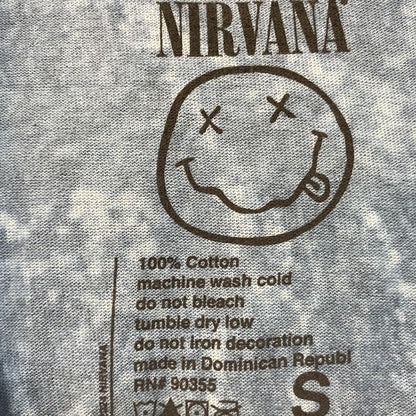 NIRVANA
100% Cotton
machine wash cold
do not bleach
tumble dry low
do not iron decoration
made in Dominican Republ
RN# 90355
S
NIRVANA